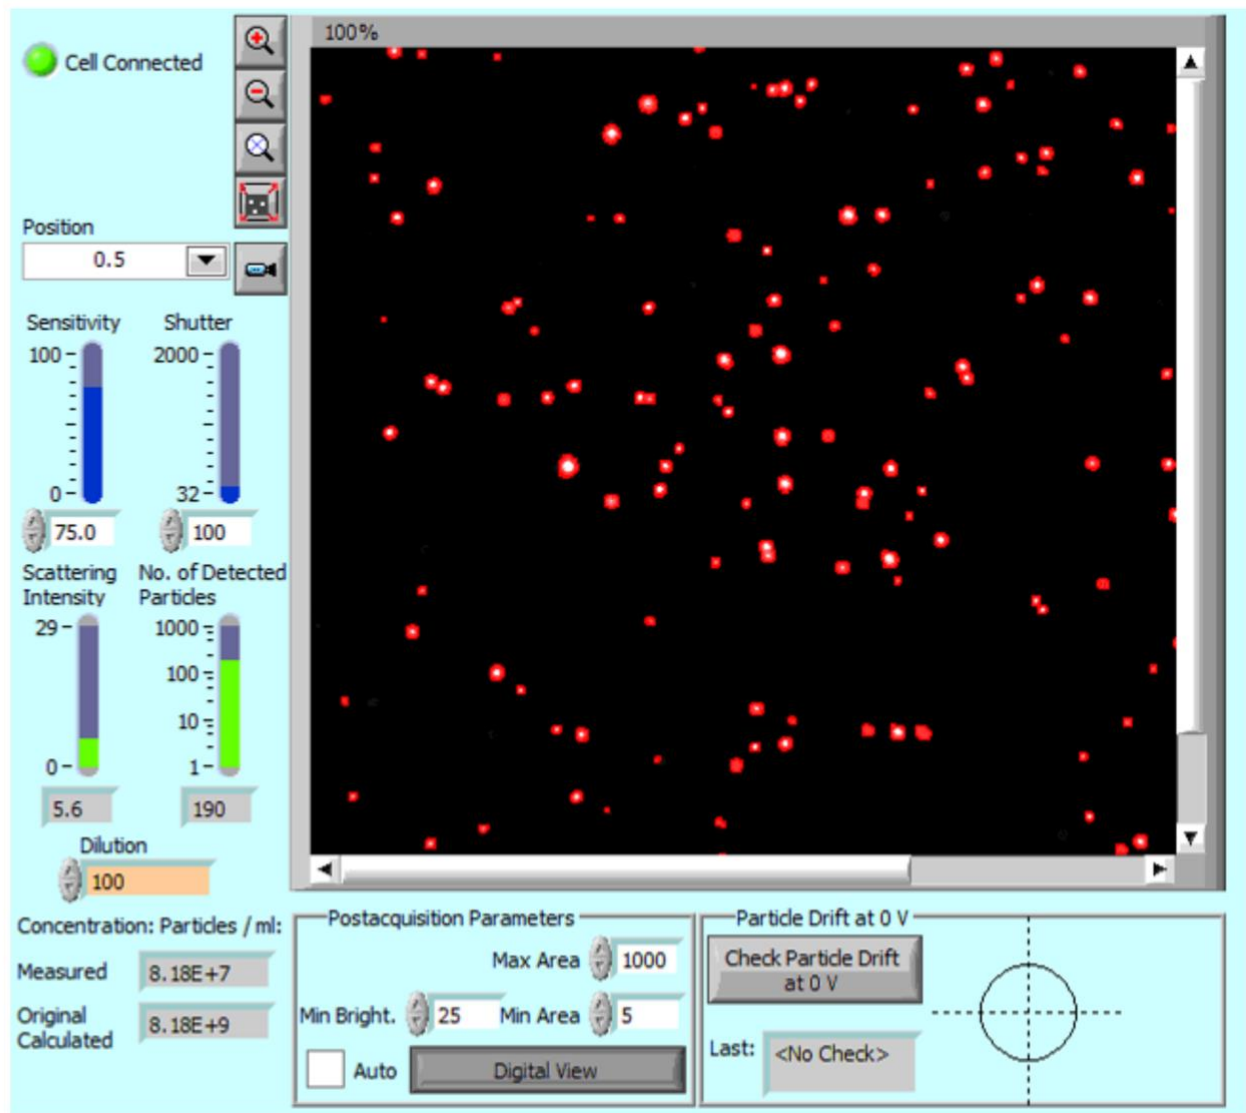 100%
Cell Connected
Position
0.5
Sensitivity
Shutter
100
2000
0
32
75.0
100
Scattering
Intensity
No. of Detected
Particles
29
1000
100
10
0
1
5.6
190
Dilution
100
Concentration: Particles / ml:
Measured
8.18E+7
Original
Calculated
8.18E+9
Postacquisition Parameters
Max Area
1000
Min Bright.
25
Min Area
5
Auto
Digital View
Particle Drift at 0 V
Check Particle Drift
at 0 V
Last:
<No Check>